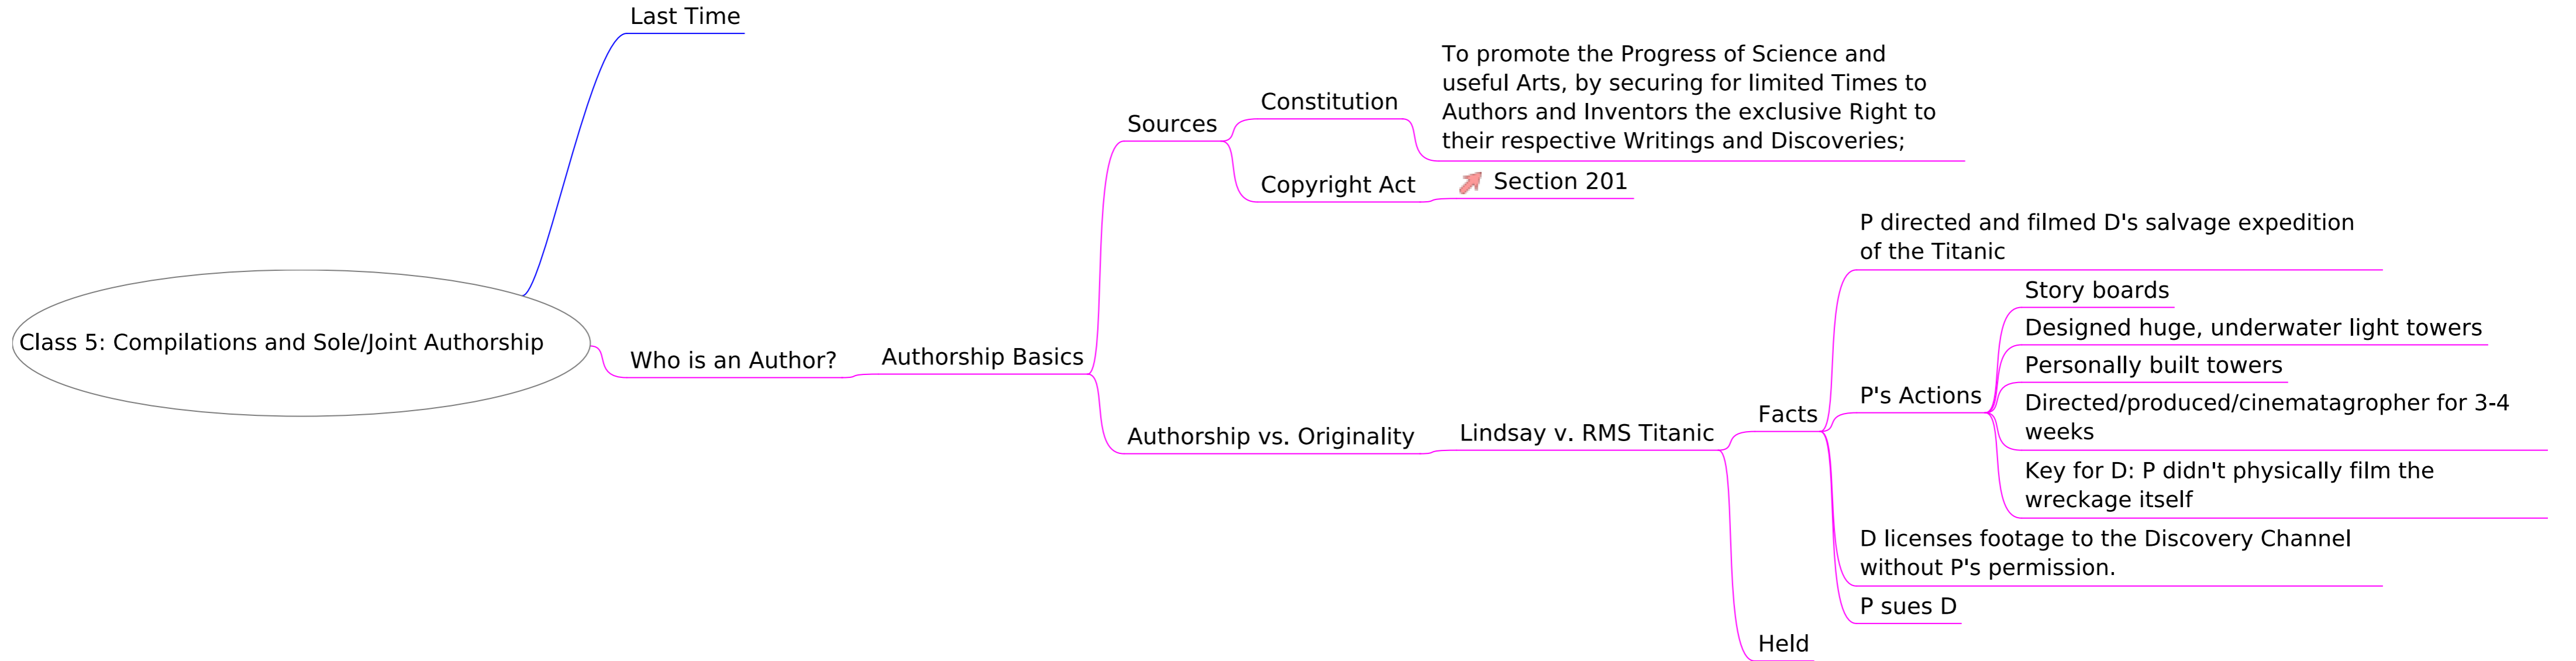 Last Time
Class 5: Compilations and Sole/Joint Authorship
Who is an Author?
Authorship Basics
Sources
Constitution
To promote the Progress of Science and
useful Arts, by securing for limited Times to
Authors and Inventors the exclusive Right to
their respective Writings and Discoveries;
Copyright Act
Section 201
Authorship vs. Originality
Lindsay v. RMS Titanic
Facts
P directed and filmed D's salvage expedition
of the Titanic
P's Actions
Story boards
Designed huge, underwater light towers
Personally built towers
Directed/produced/cinematagropher for 3-4
weeks
Key for D: P didn't physically film the
wreckage itself
D licenses footage to the Discovery Channel
without P's permission.
P sues D
Held